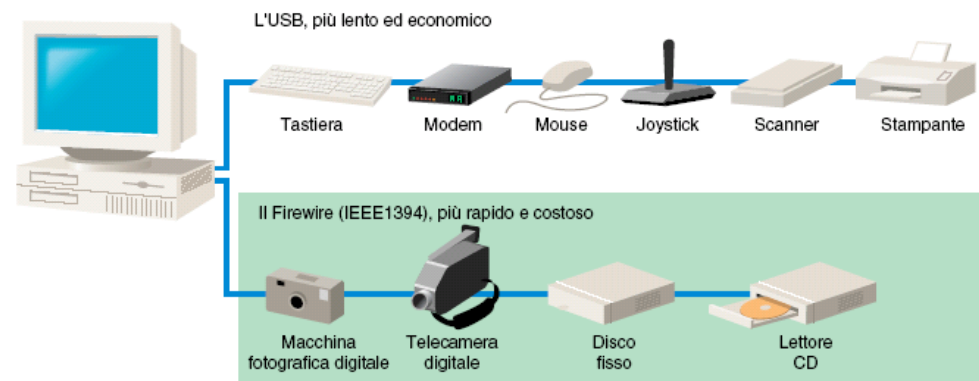 L'USB, più lento ed economico
Tastiera
Modem
Mouse
Joystick
Scanner
Stampante
Il Firewire (IEEE1394), più rapido e costoso
Macchina
fotografica digitale
Telecamera
digitale
Disco
fisso
Lettore
CD